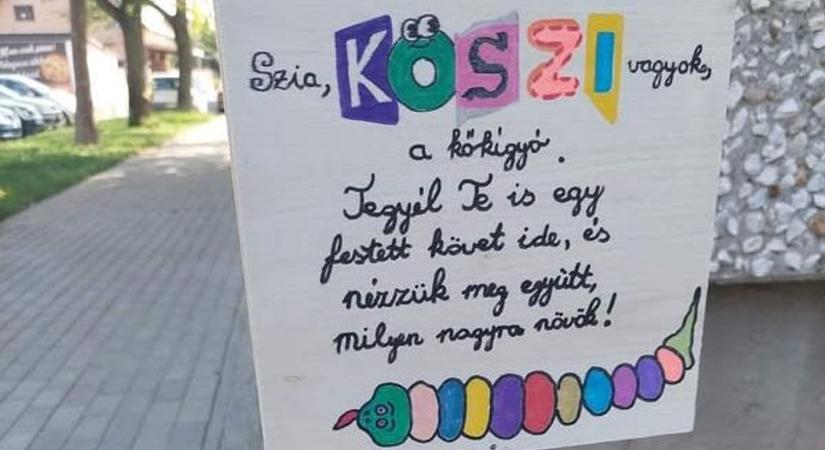 Szia, KÖSZI vagyok,
a kőkígyó.
Tegyél Te is egy
festett követ ide, és
nézzük meg együtt,
milyen nagyra növök!